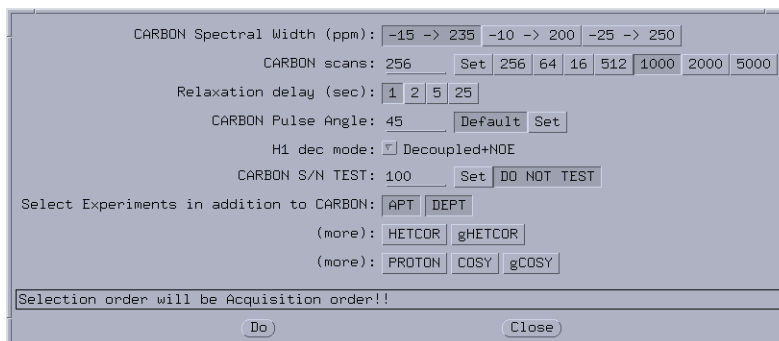 CARBON Spectral Width (ppm): -15 -> 235 -10 -> 200 -25 -> 250
CARBON scans: 256 Set 256 64 16 512 1000 2000 5000
Relaxation delay (sec): 1 2 5 25
CARBON Pulse Angle: 45 Default Set
H1 dec mode: Decoupled+NOE
CARBON S/N TEST: 100 Set DO NOT TEST
Select Experiments in addition to CARBON: APT DEPT
(more): HETCOR gHETCOR
(more): PROTON COSY gCOSY
Selection order will be Acquisition order!!
Do Close